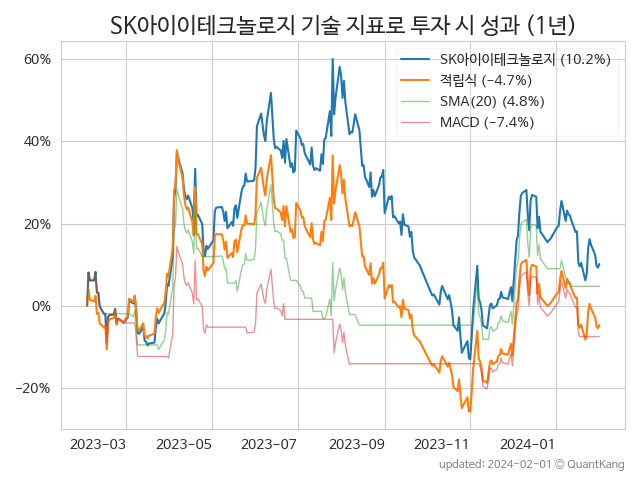 SK아이이테크놀로지 기술 지표로 투자 시 성과 (1년)
SK아이이테크놀로지 (10.2%)
적립식 (−4.7%)
SMA(20) (4.8%)
MACD (−7.4%)
60%
40%
20%
0%
−20%
2023-03 2023-05 2023-07 2023-09 2023-11 2024-01
updated: 2024-02-01 © QuantKang